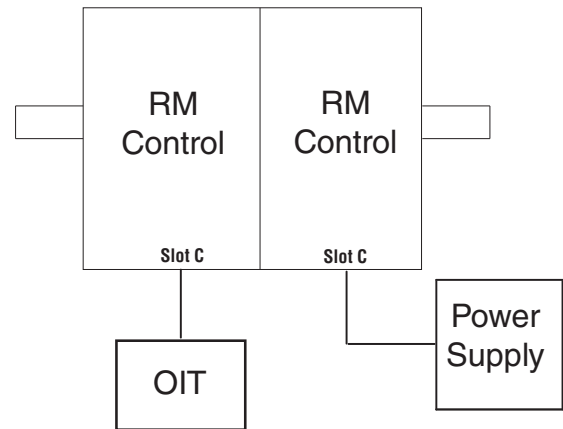 RM
Control
RM
Control
Slot C
Slot C
OIT
Power
Supply